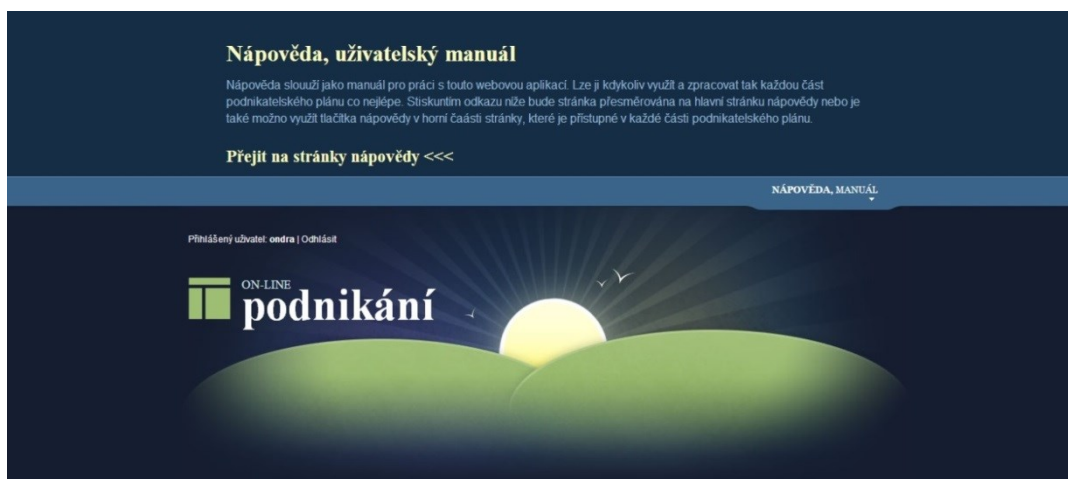 Nápověda, uživatelský manuál
Nápověda slouuží jako manuál pro práci s touto webovou aplikací. Lze ji kdykoliv využít a zpracovat tak každou část
podnikatelského plánu co nejlépe. Stiskuntím odkazu níže bude stránka přesměrována na hlavní stránku nápovědy nebo je
také možno využít tlačítka nápovědy v horní čaásti stránky, které je přístupné v každé části podnikatelského plánu.
Přejit na stránky nápovědy <<<
NÁPOVĚDA, MANUÁL
Přihlášený uživatel: ondra | Odhlásit
ON-LINE
podnikání